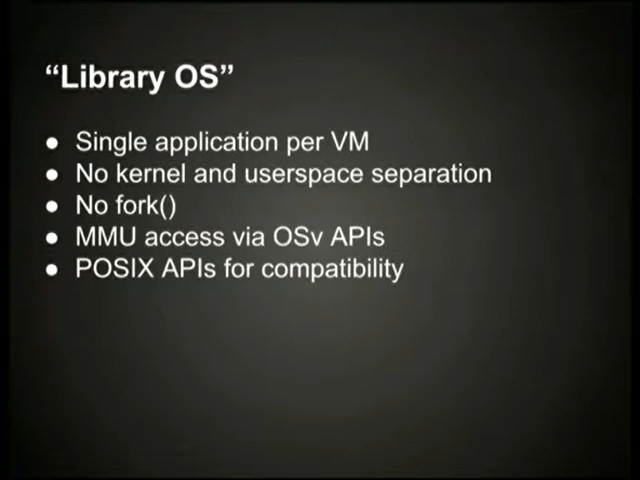 “Library OS”
● Single application per VM
● No kernel and userspace separation
● No fork()
● MMU access via OSv APIs
● POSIX APIs for compatibility